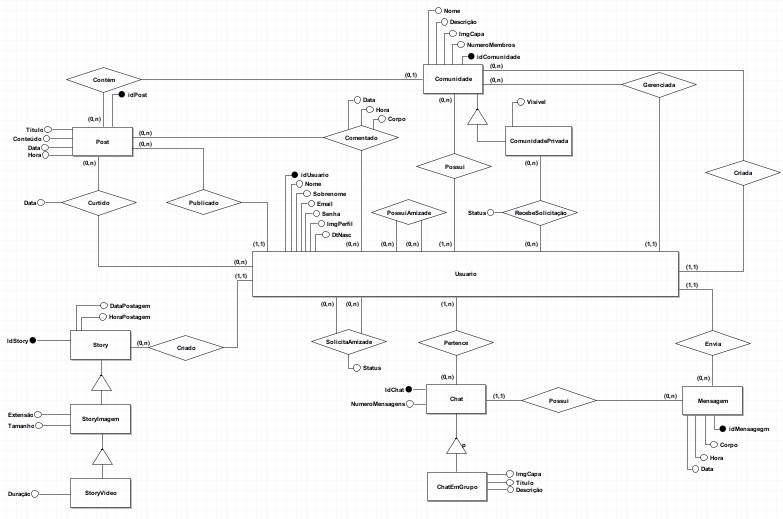 Nome
Descrição
ImgCapa
NumeroMembros
idComunidade
Contém
(0,1)
Comunidade
(0,n)
(0,n)
Gerenciada
(0,n)
idPost
(0,n)
Data
Hora
Corpo
Visivel
Título
Conteúdo
Data
Hora
Post
(0,n)
(0,n)
(0,n)
Comentado
ComunidadePrivada
(0,n)
Possui
Criada
idUsuario
Nome
Sobrenome
Email
Senha
ImgPerfil
DtNasc
Data
Curtido
Publicado
PossuiAmizade
Status
RecebeSolicitação
(1,1)
(0,n)
(0,n)
(0,n)
(1,n)
(0,n)
(1,1)
(0,n)
(1,1)
Usuario
(1,1)
(1,1)
DataPostagem
HoraPostagem
(0,n)
(0,n)
(1,n)
IdStory
Story
(0,n)
Criado
SolicitaAmizade
Pertence
Envia
Status
(0,n)
(0,n)
IdChat
NumeroMensagens
Chat
(1,1)
Possui
(0,n)
Mensagem
Extensão
Tamanho
StoryImagem
idMensagegm
Corpo
Hora
Data
p
Duração
StoryVideo
ChatEmGrupo
ImgCapa
Título
Descrição